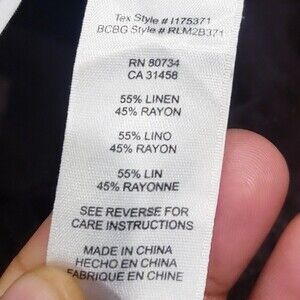 Tex Style # I175371
BCBG Style # RLM2B371
RN 80734
CA 31458
55% LINEN
45% RAYON
55% LINO
45% RAYON
55% LIN
45% RAYONNE
SEE REVERSE FOR
CARE INSTRUCTIONS
MADE IN CHINA
HECHO EN CHINA
FABRIQUE EN CHINE